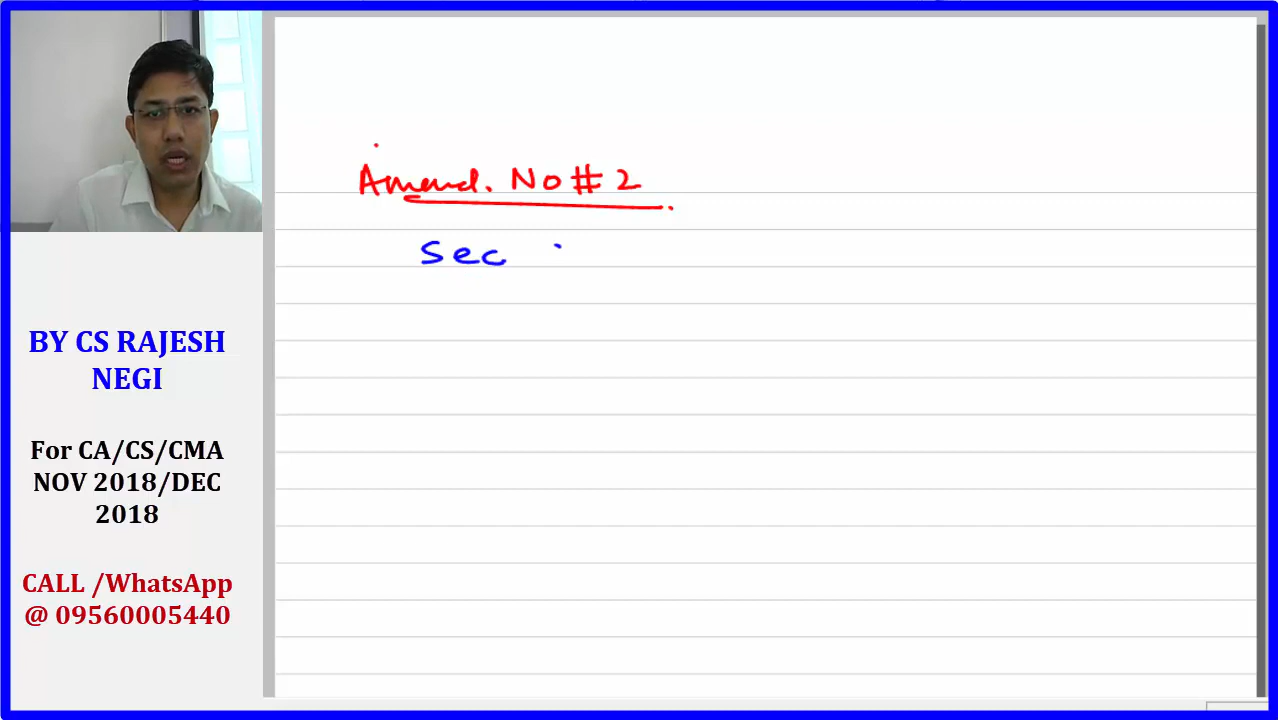 Amend. No # 2
Sec
BY CS RAJESH
NEGI
For CA/CS/CMA
NOV 2018/DEC
2018
CALL /WhatsApp
@ 09560005440